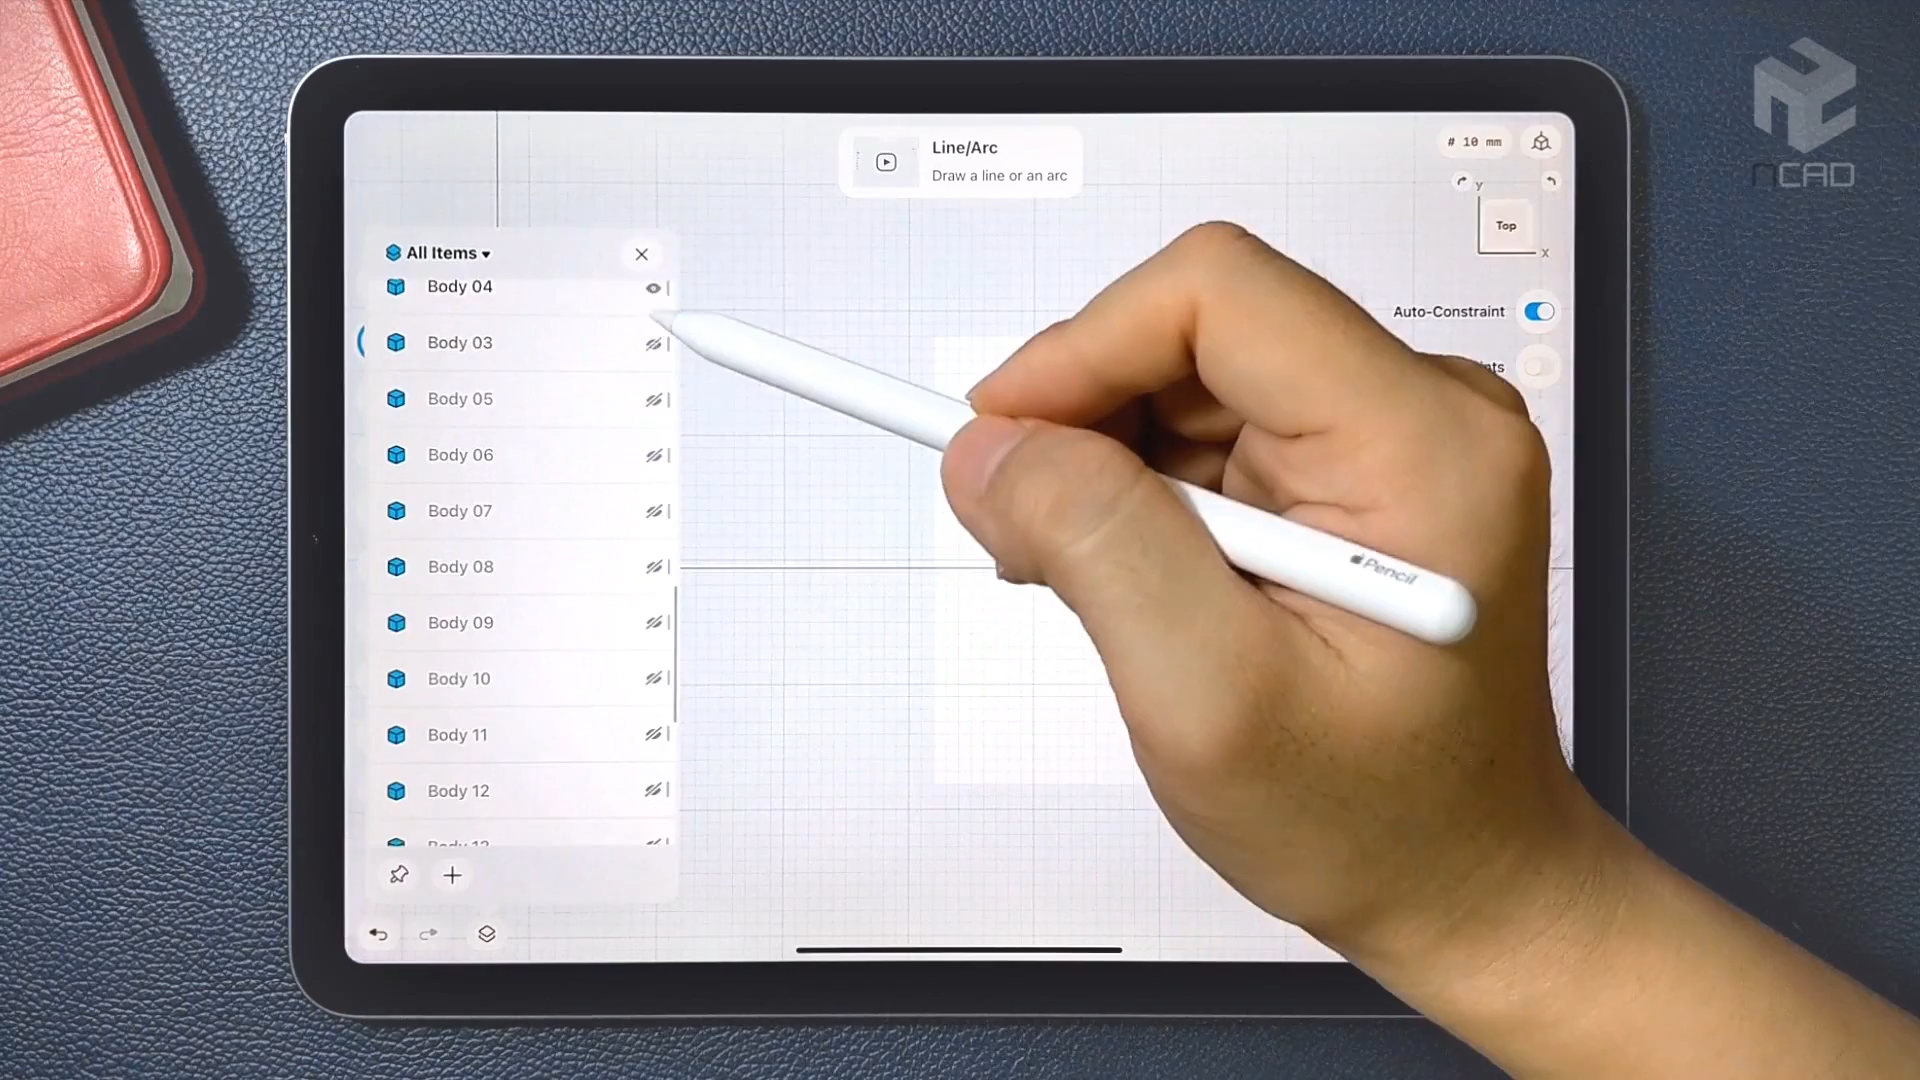 Line/Arc
Draw a line or an arc
# 10 mm
NCAD
y
Top
x
All Items
Body 04
Auto-Constraint
Body 03
Body 05
Body 06
Body 07
Body 08
Body 09
Body 10
Body 11
Body 12
Pencil